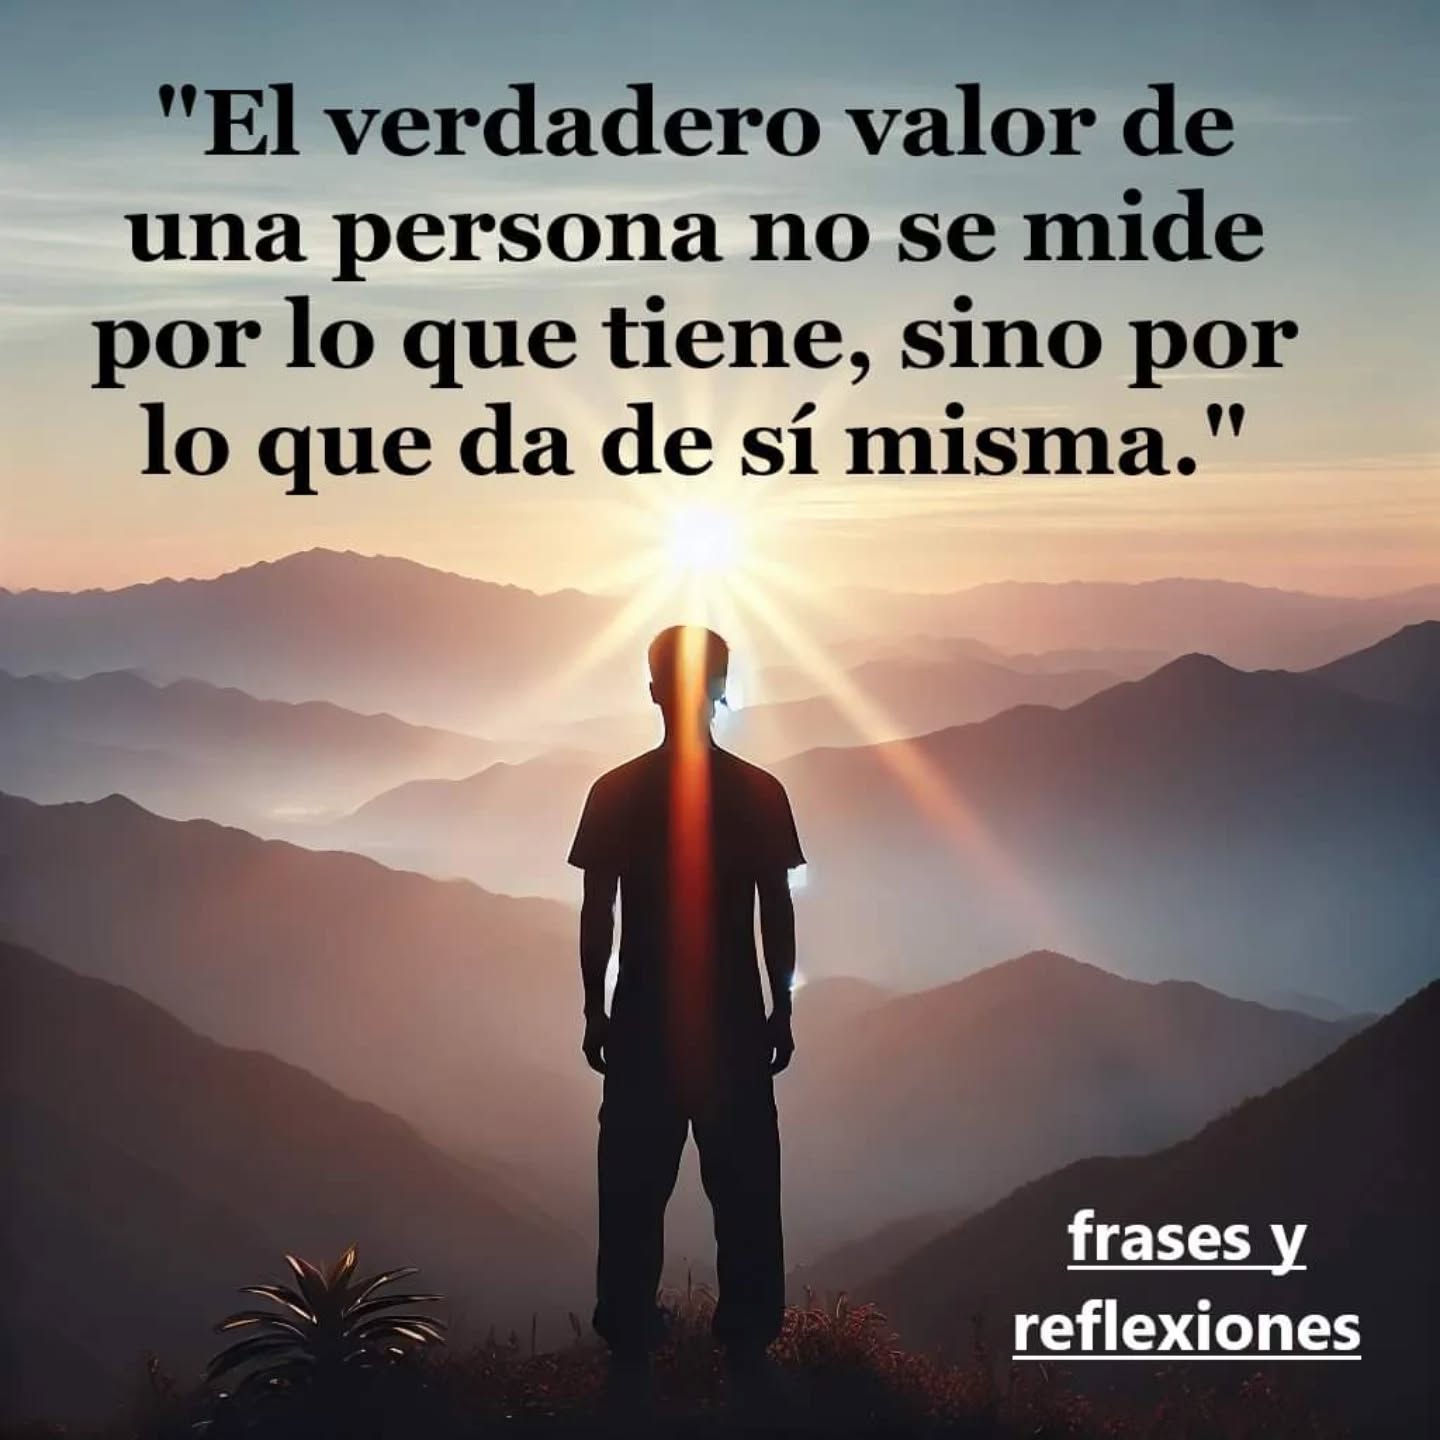 "El verdadero valor de
una persona no se mide
por lo que tiene, sino por
lo que da de sí misma."
frases y
reflexiones